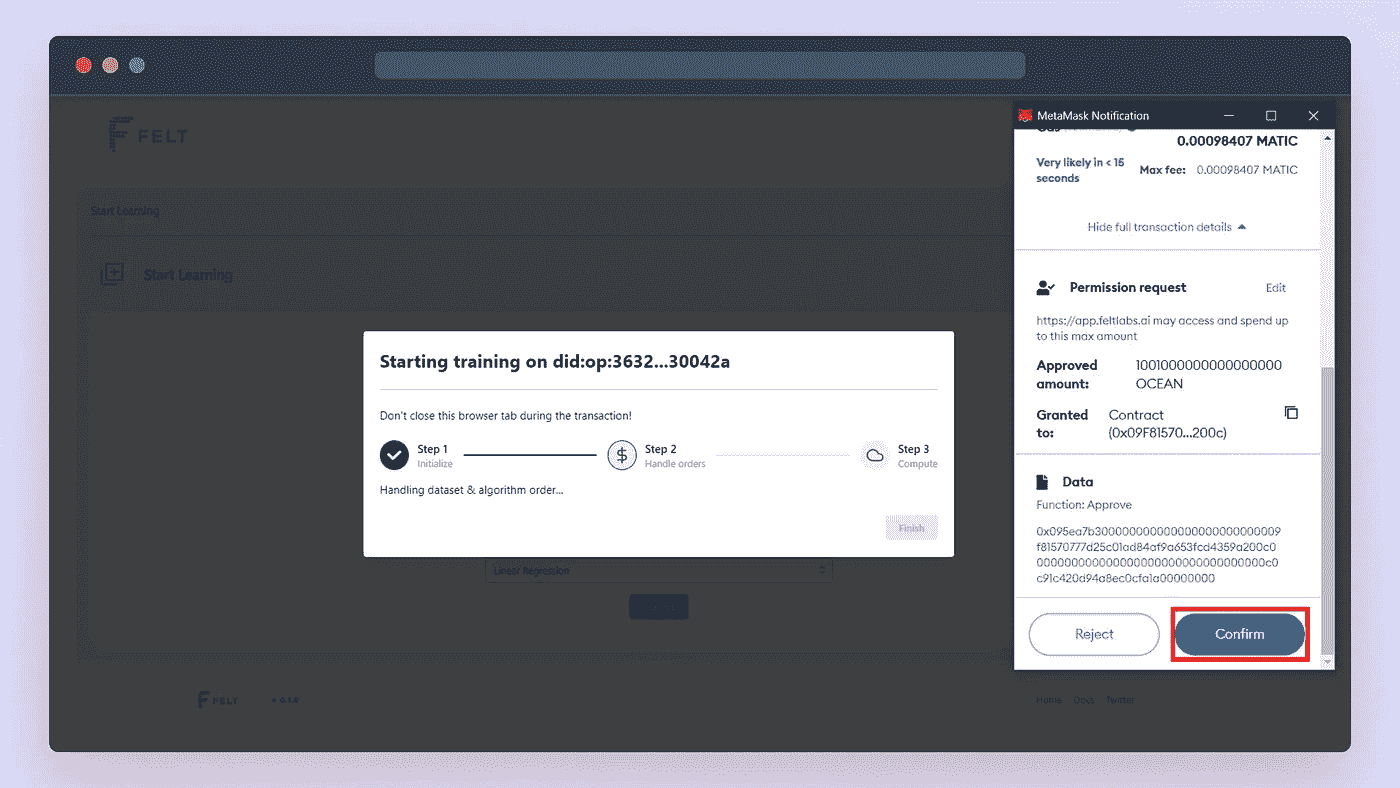 FELT
Start Learning
Start Learning
Starting training on did:op:3632...30042a
Don't close this browser tab during the transaction!
Step 1
Initialize
Step 2
Handle orders
Step 3
Compute
Handling dataset & algorithm order...
Finish
Linear Regression
FELT
Home Docs Twitter
MetaMask Notification
0.00098407 MATIC
Very likely in < 15
seconds
Max fee: 0.00098407 MATIC
Hide full transaction details
Permission request
Edit
https://app.feltlabs.ai may access and spend up
to this max amount
Approved
amount:
1001000000000000000
OCEAN
Granted
to:
Contract
(0x09F81570...200c)
Data
Function: Approve
f81570777d25c01ad84af9a653fcd4359a200c0
c91c420d94a8ec0cfa1a00000000
Reject
Confirm